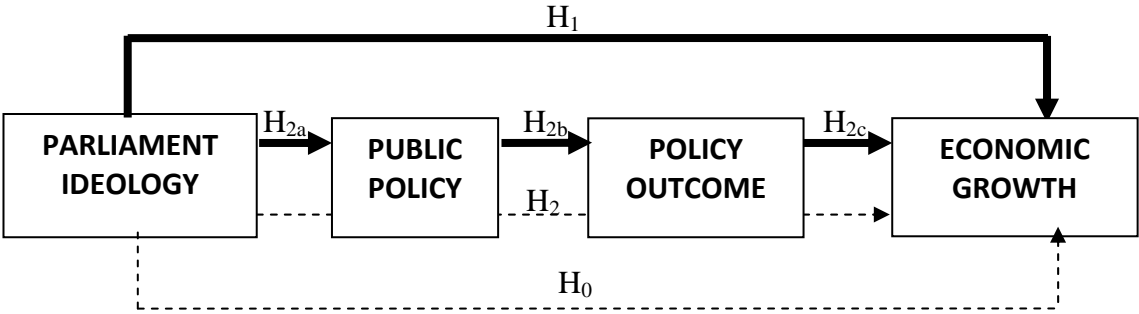 H₁
PARLIAMENT
IDEOLOGY
H₂ₐ
PUBLIC
POLICY
H₂b
POLICY
OUTCOME
H₂c
ECONOMIC
GROWTH
H₂
H₀